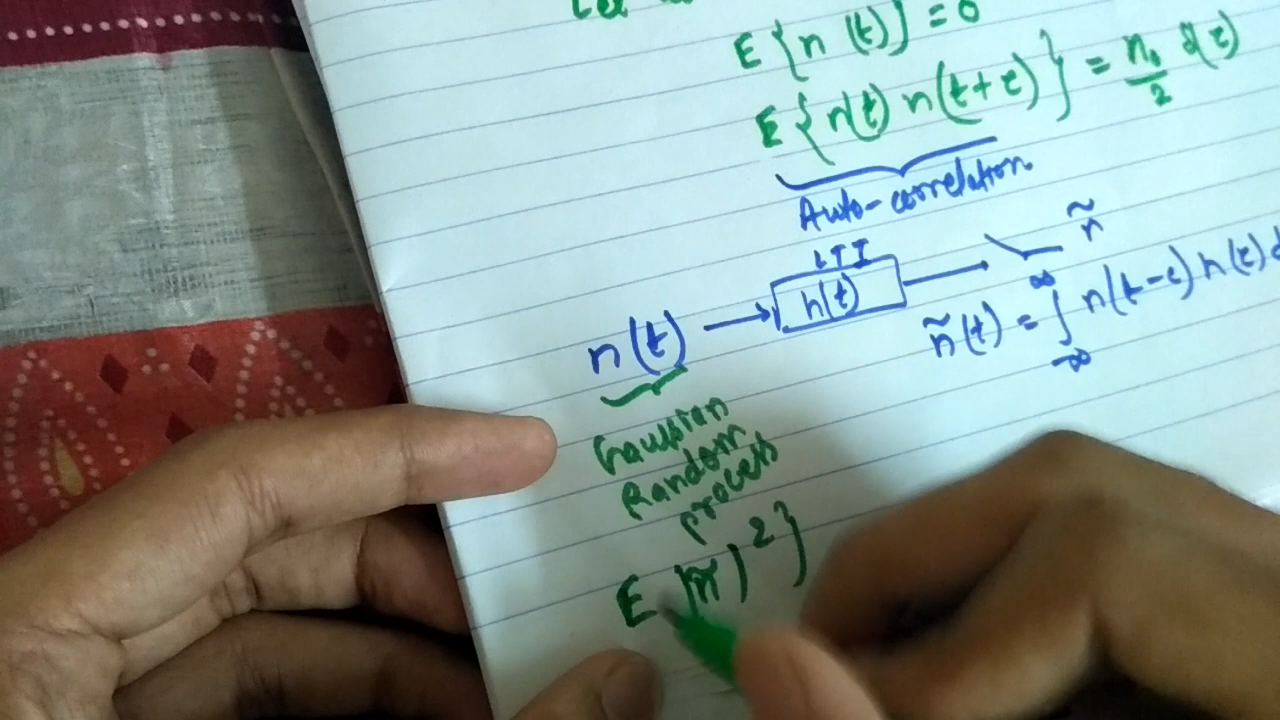 E{n(t)} = 0
E{n(t) n(t+τ)} = n₀/2 δ(τ)
Auto-correlation
LTI
n(t) → h(t) → ñ
ñ(t) = ∫_{-∞}^{∞} n(t-τ) h(τ) d
Gaussian
Random
process
E |ñ|²}